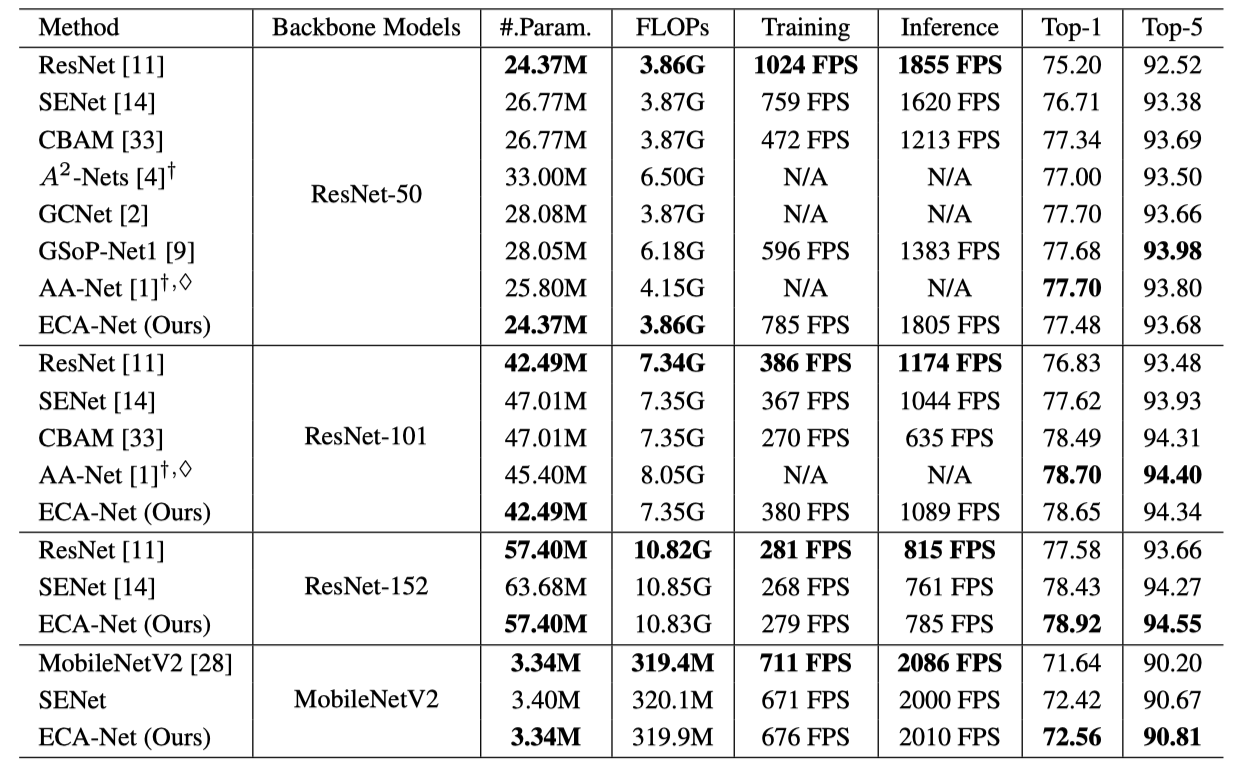 Method Backbone Models #.Param. FLOPs Training Inference Top-1 Top-5
ResNet [11] 24.37M 3.86G 1024 FPS 1855 FPS 75.20 92.52
SENet [14] 26.77M 3.87G 759 FPS 1620 FPS 76.71 93.38
CBAM [33] 26.77M 3.87G 472 FPS 1213 FPS 77.34 93.69
A²-Nets [4]† 33.00M 6.50G N/A N/A 77.00 93.50
ResNet-50
GCNet [2] 28.08M 3.87G N/A N/A 77.70 93.66
GSoP-Net1 [9] 28.05M 6.18G 596 FPS 1383 FPS 77.68 93.98
AA-Net [1]†,◇ 25.80M 4.15G N/A N/A 77.70 93.80
ECA-Net (Ours) 24.37M 3.86G 785 FPS 1805 FPS 77.48 93.68
ResNet [11] 42.49M 7.34G 386 FPS 1174 FPS 76.83 93.48
SENet [14] 47.01M 7.35G 367 FPS 1044 FPS 77.62 93.93
CBAM [33] ResNet-101 47.01M 7.35G 270 FPS 635 FPS 78.49 94.31
AA-Net [1]†,◇ 45.40M 8.05G N/A N/A 78.70 94.40
ECA-Net (Ours) 42.49M 7.35G 380 FPS 1089 FPS 78.65 94.34
ResNet [11] 57.40M 10.82G 281 FPS 815 FPS 77.58 93.66
SENet [14] ResNet-152 63.68M 10.85G 268 FPS 761 FPS 78.43 94.27
ECA-Net (Ours) 57.40M 10.83G 279 FPS 785 FPS 78.92 94.55
MobileNetV2 [28] 3.34M 319.4M 711 FPS 2086 FPS 71.64 90.20
SENet MobileNetV2 3.40M 320.1M 671 FPS 2000 FPS 72.42 90.67
ECA-Net (Ours) 3.34M 319.9M 676 FPS 2010 FPS 72.56 90.81